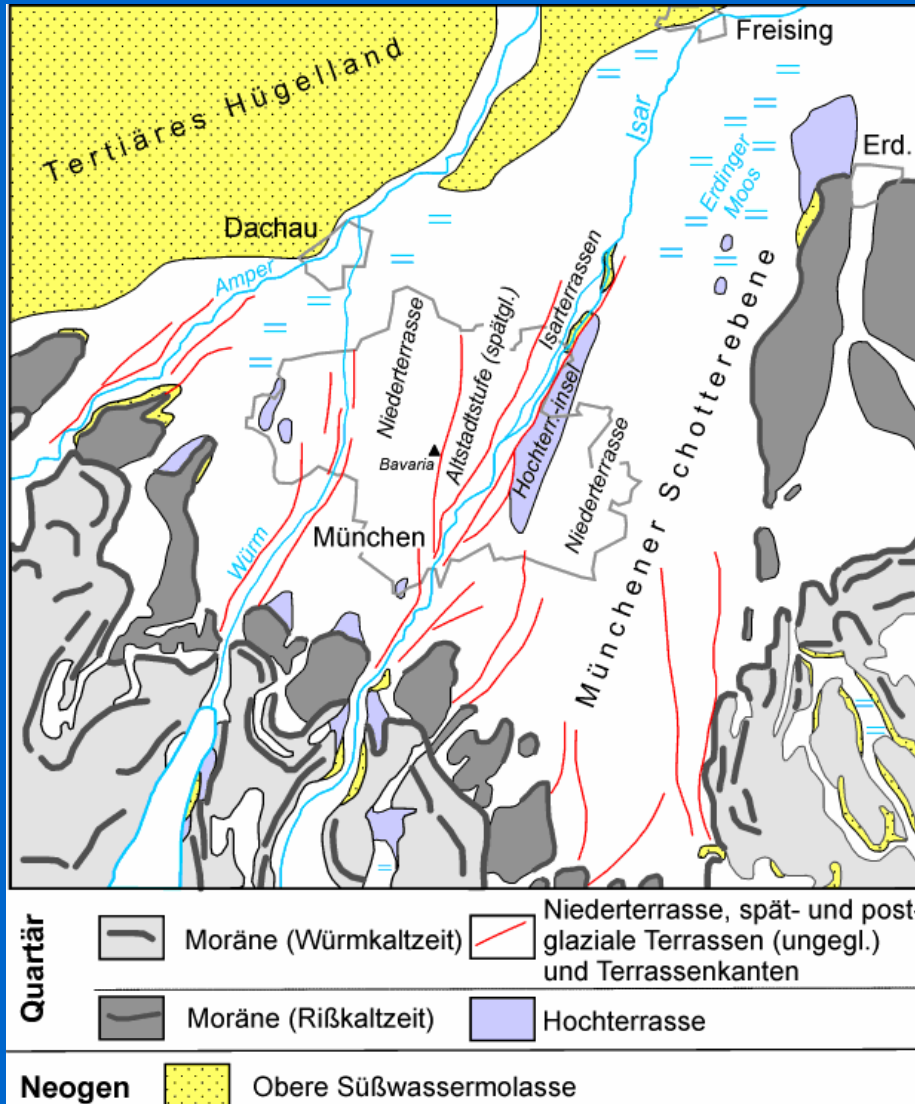 Freising
Tertiäres Hügelland
Isar
Erdinger
Moos
Erd.
Dachau
Amper
Isarterrassen
Niederterrasse
Altstadtstufe (spätgl.)
Hochterr.-insel
Bavaria
Niederterrasse
Münchener Schotterebene
München
Würm
Quartär
Moräne (Würmkaltzeit)
Niederterrasse, spät- und post-
glaziale Terrassen (ungegl.)
und Terrassenkanten
Moräne (Rißkaltzeit)
Hochterrasse
Neogen
Obere Süßwassermolasse